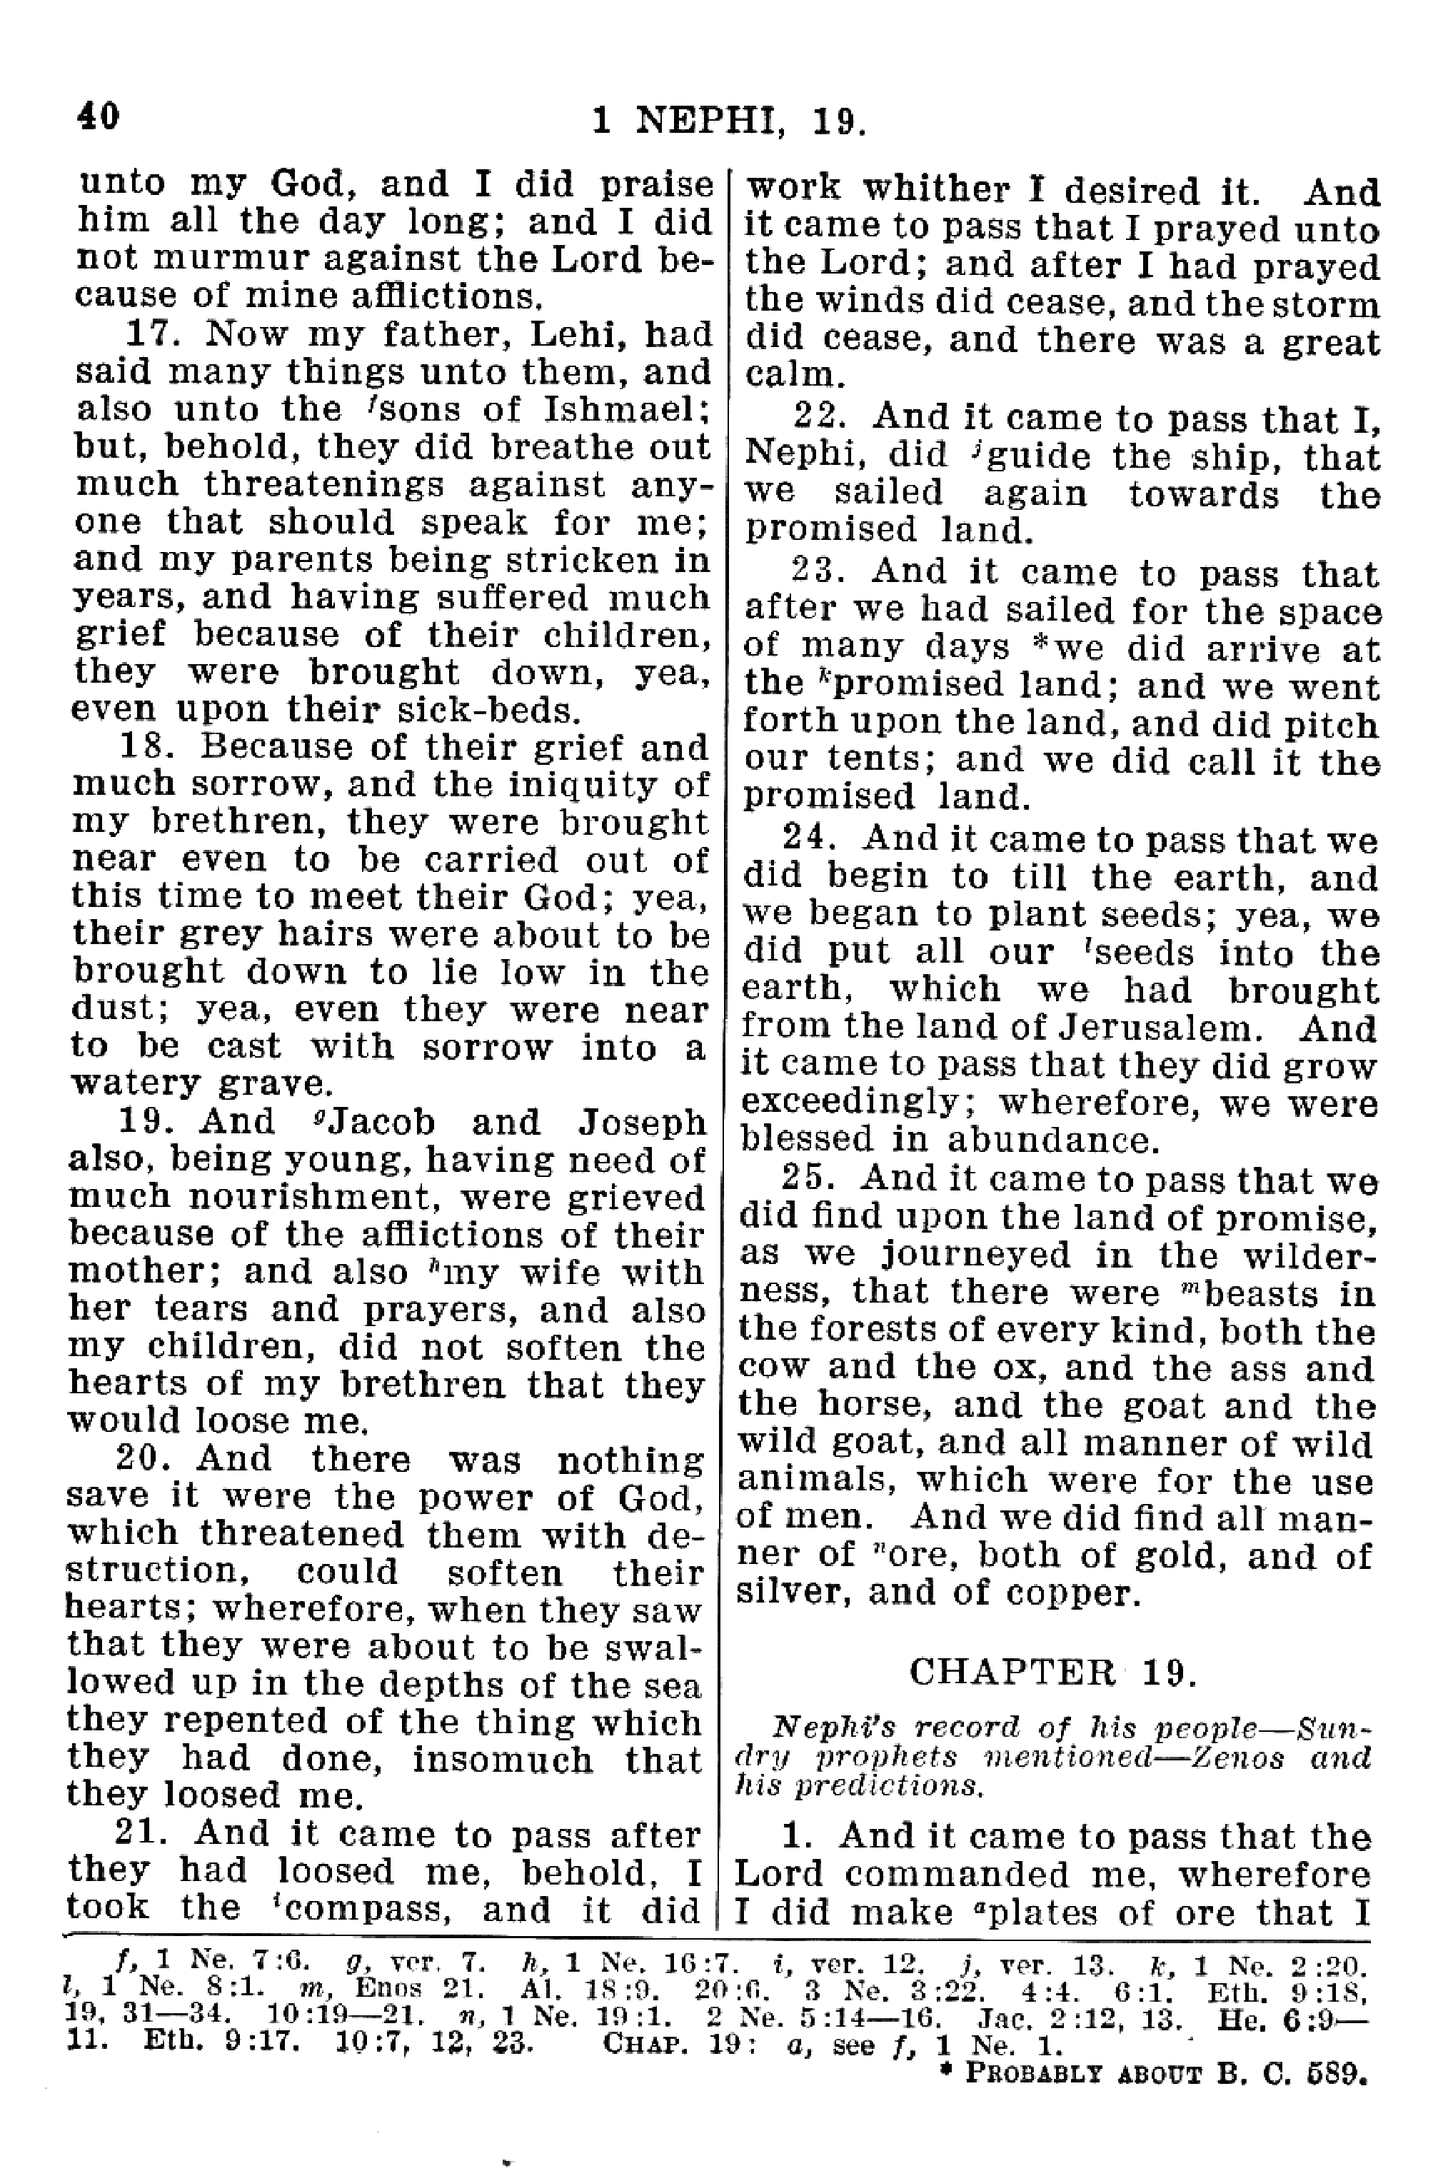 40
1 NEPHI, 19.
unto my God, and I did praise
him all the day long; and I did
not murmur against the Lord be-
cause of mine afflictions.
17. Now my father, Lehi, had
said many things unto them, and
also unto the fsons of Ishmael;
but, behold, they did breathe out
much threatenings against any-
one that should speak for me;
and my parents being stricken in
years, and having suffered much
grief because of their children,
they were brought down, yea,
even upon their sick-beds.
18. Because of their grief and
much sorrow, and the iniquity of
my brethren, they were brought
near even to be carried out of
this time to meet their God; yea,
their grey hairs were about to be
brought down to lie low in the
dust; yea, even they were near
to be cast with sorrow into a
watery grave.
19. And gJacob and Joseph
also, being young, having need of
much nourishment, were grieved
because of the afflictions of their
mother; and also hmy wife with
her tears and prayers, and also
my children, did not soften the
hearts of my brethren that they
would loose me.
20. And there was nothing
save it were the power of God,
which threatened them with de-
struction, could soften their
hearts; wherefore, when they saw
that they were about to be swal-
lowed up in the depths of the sea
they repented of the thing which
they had done, insomuch that
they loosed me.
21. And it came to pass after
they had loosed me, behold, I
took the icompass, and it did
work whither I desired it. And
it came to pass that I prayed unto
the Lord; and after I had prayed
the winds did cease, and the storm
did cease, and there was a great
calm.
22. And it came to pass that I,
Nephi, did jguide the ship, that
we sailed again towards the
promised land.
23. And it came to pass that
after we had sailed for the space
of many days *we did arrive at
the kpromised land; and we went
forth upon the land, and did pitch
our tents; and we did call it the
promised land.
24. And it came to pass that we
did begin to till the earth, and
we began to plant seeds; yea, we
did put all our lseeds into the
earth, which we had brought
from the land of Jerusalem. And
it came to pass that they did grow
exceedingly; wherefore, we were
blessed in abundance.
25. And it came to pass that we
did find upon the land of promise,
as we journeyed in the wilder-
ness, that there were mbeasts in
the forests of every kind, both the
cow and the ox, and the ass and
the horse, and the goat and the
wild goat, and all manner of wild
animals, which were for the use
of men. And we did find all man-
ner of nore, both of gold, and of
silver, and of copper.
CHAPTER 19.
Nephi's record of his people—Sun-
dry prophets mentioned—Zenos and
his predictions.
1. And it came to pass that the
Lord commanded me, wherefore
I did make aplates of ore that I
f, 1 Ne. 7:6. g, ver. 7. h, 1 Ne. 16:7. i, ver. 12. j, ver. 13. k, 1 Ne. 2:20.
l, 1 Ne. 8:1. m, Enos 21. Al. 18:9. 20:6. 3 Ne. 3:22. 4:4. 6:1. Eth. 9:18,
19, 31—34. 10:19—21. n, 1 Ne. 19:1. 2 Ne. 5:14—16. Jac. 2:12, 13. He. 6:9—
11. Eth. 9:17. 10:7, 12, 23. CHAP. 19: a, see f, 1 Ne. 1.
* PROBABLY ABOUT B. C. 589.